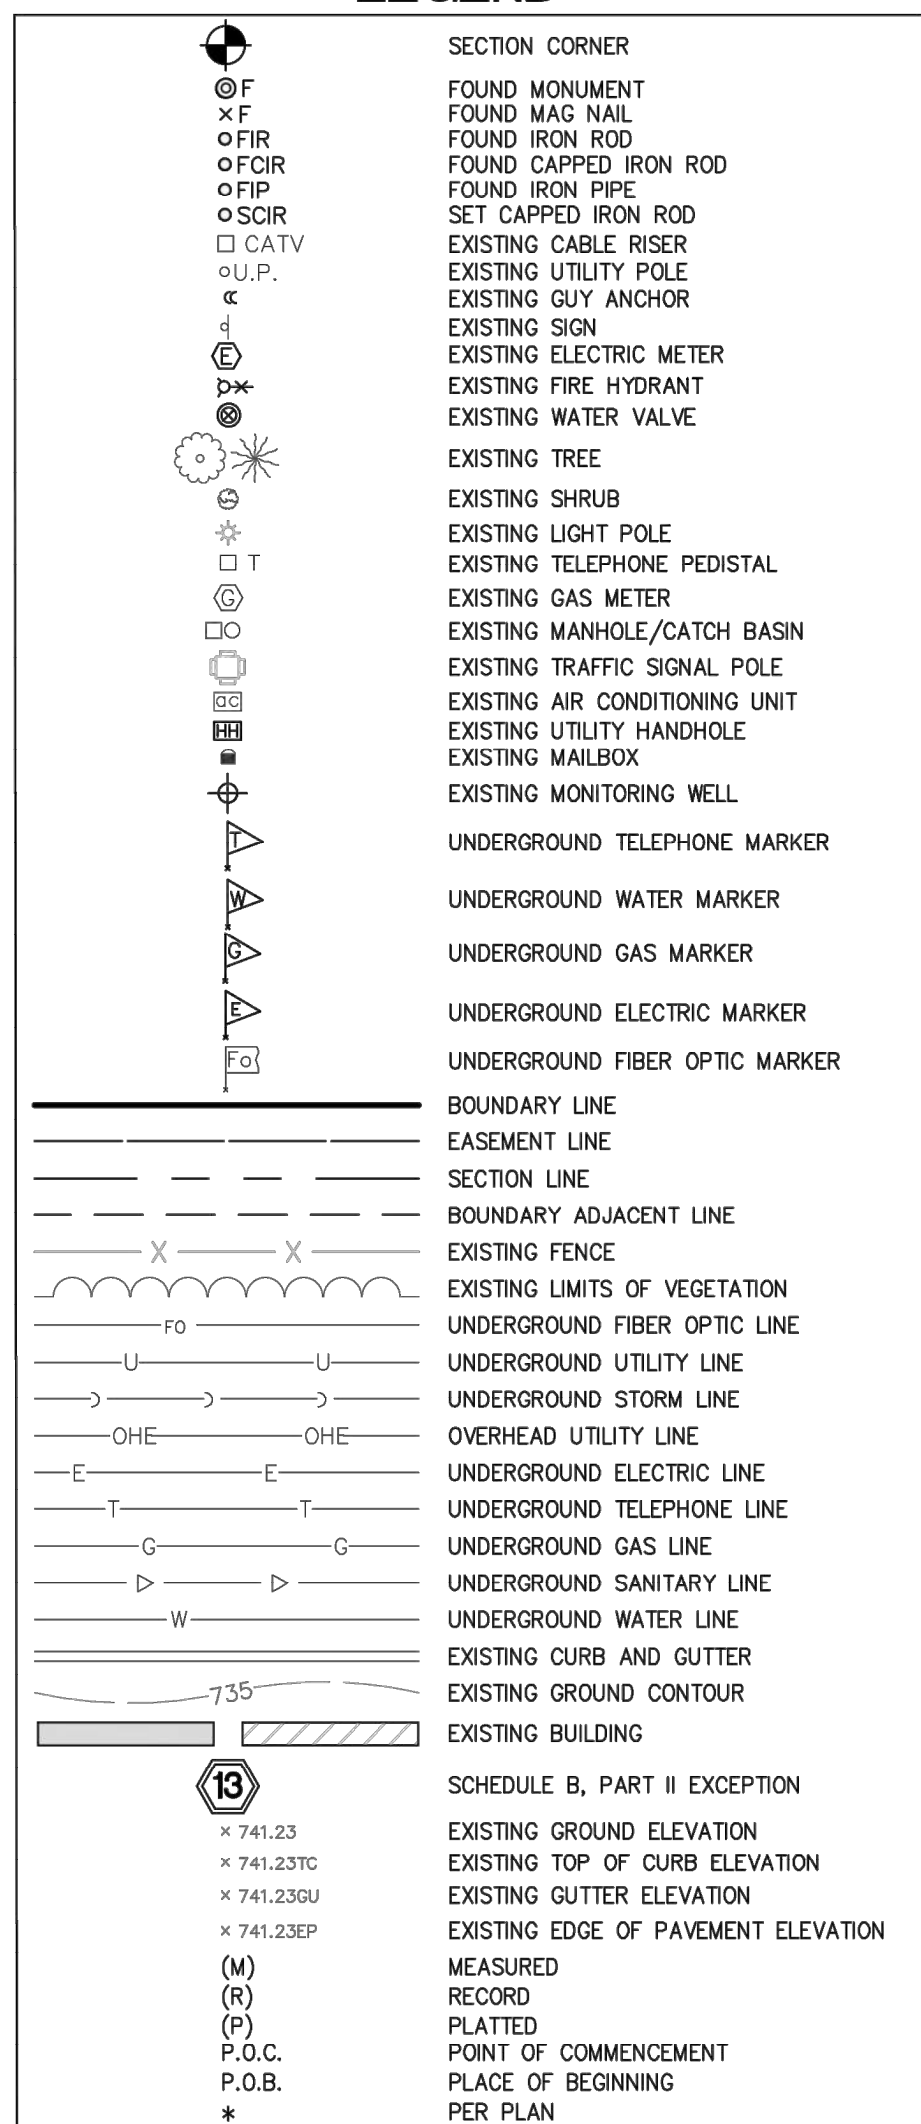 LEGEND
SECTION CORNER
F FOUND MONUMENT
×F FOUND MAG NAIL
FIR FOUND IRON ROD
FCIR FOUND CAPPED IRON ROD
FIP FOUND IRON PIPE
SCIR SET CAPPED IRON ROD
CATV EXISTING CABLE RISER
U.P. EXISTING UTILITY POLE
EXISTING GUY ANCHOR
EXISTING SIGN
E EXISTING ELECTRIC METER
EXISTING FIRE HYDRANT
EXISTING WATER VALVE
EXISTING TREE
EXISTING SHRUB
EXISTING LIGHT POLE
T EXISTING TELEPHONE PEDISTAL
G EXISTING GAS METER
EXISTING MANHOLE/CATCH BASIN
EXISTING TRAFFIC SIGNAL POLE
ac EXISTING AIR CONDITIONING UNIT
HH EXISTING UTILITY HANDHOLE
EXISTING MAILBOX
EXISTING MONITORING WELL
T UNDERGROUND TELEPHONE MARKER
W UNDERGROUND WATER MARKER
G UNDERGROUND GAS MARKER
E UNDERGROUND ELECTRIC MARKER
Fo UNDERGROUND FIBER OPTIC MARKER
BOUNDARY LINE
EASEMENT LINE
SECTION LINE
BOUNDARY ADJACENT LINE
X X EXISTING FENCE
EXISTING LIMITS OF VEGETATION
FO UNDERGROUND FIBER OPTIC LINE
U U UNDERGROUND UTILITY LINE
UNDERGROUND STORM LINE
OHE OHE OVERHEAD UTILITY LINE
E E UNDERGROUND ELECTRIC LINE
T T UNDERGROUND TELEPHONE LINE
G G UNDERGROUND GAS LINE
UNDERGROUND SANITARY LINE
W UNDERGROUND WATER LINE
EXISTING CURB AND GUTTER
735 EXISTING GROUND CONTOUR
EXISTING BUILDING
13 SCHEDULE B, PART II EXCEPTION
× 741.23 EXISTING GROUND ELEVATION
× 741.23TC EXISTING TOP OF CURB ELEVATION
× 741.23GU EXISTING GUTTER ELEVATION
× 741.23EP EXISTING EDGE OF PAVEMENT ELEVATION
(M) MEASURED
(R) RECORD
(P) PLATTED
P.O.C. POINT OF COMMENCEMENT
P.O.B. PLACE OF BEGINNING
* PER PLAN